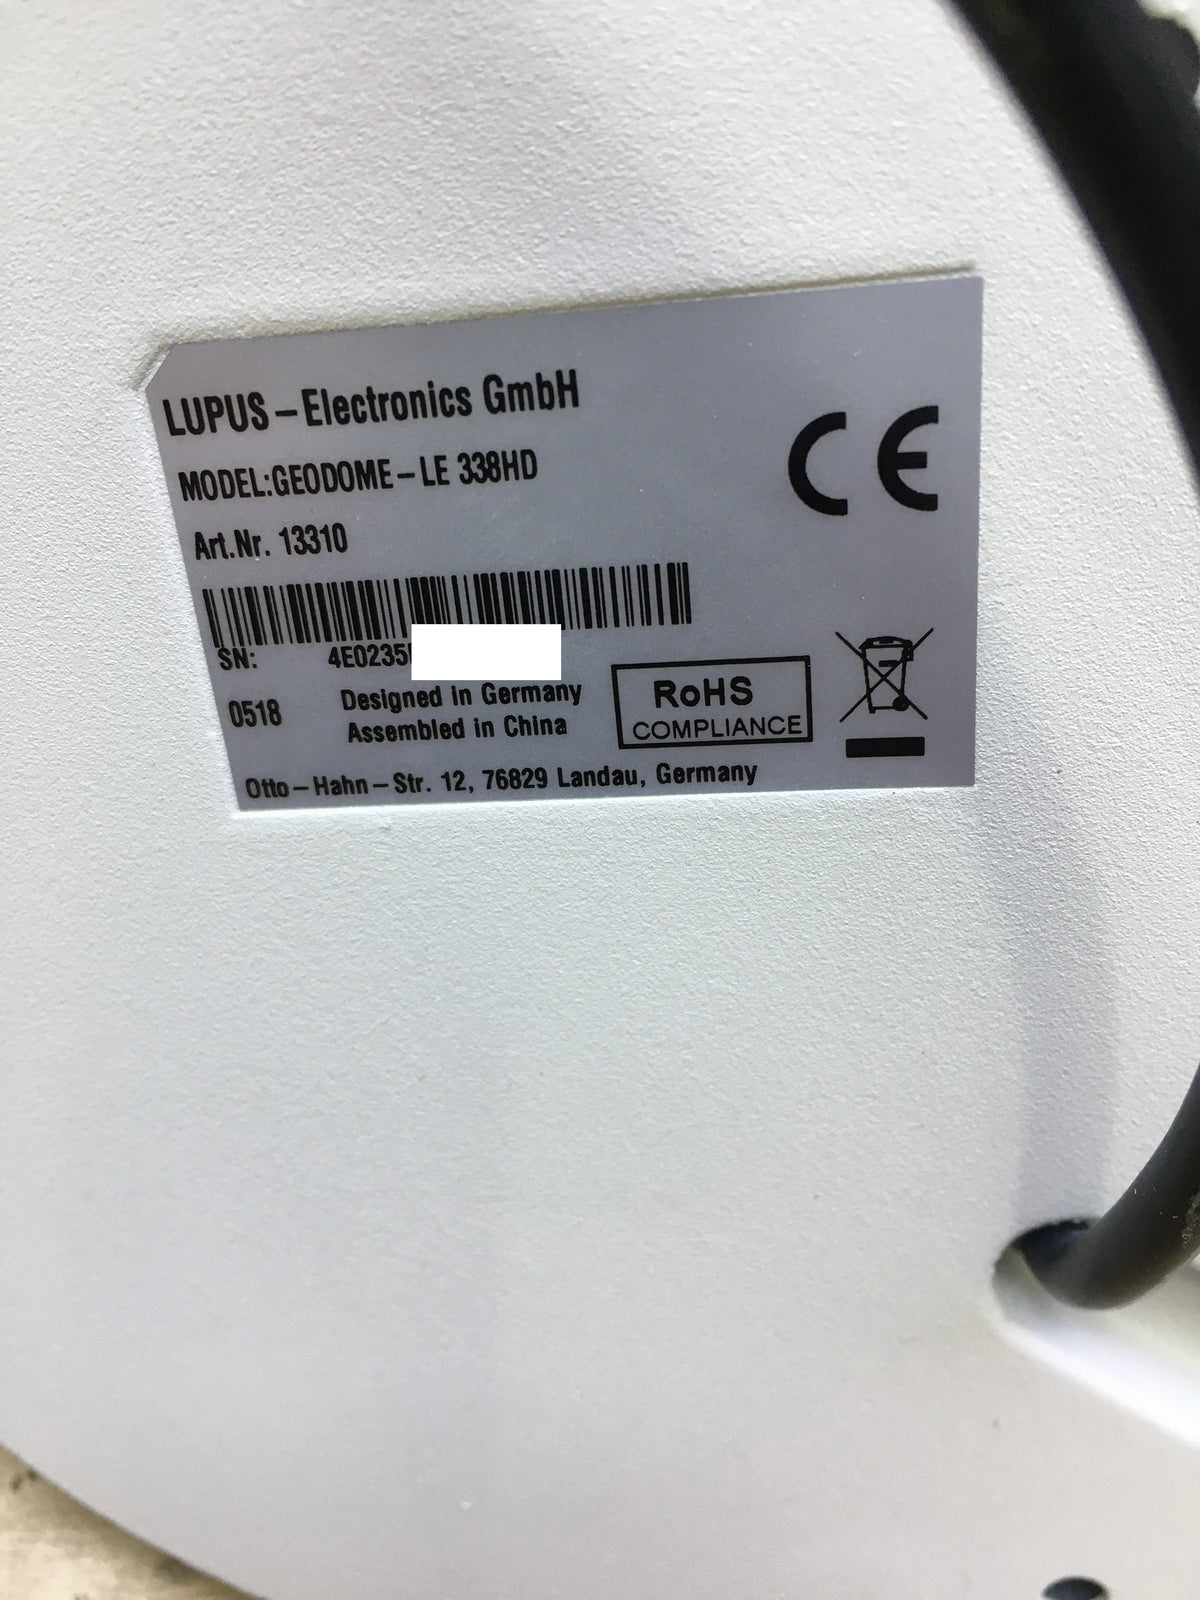 LUPUS-Electronics GmbH
MODEL:GEODOME-LE 338HD
Art.Nr. 13310
CE
SN: 4E0235
0518
Designed in Germany
Assembled in China
RoHS
COMPLIANCE
Otto-Hahn-Str. 12, 76829 Landau, Germany